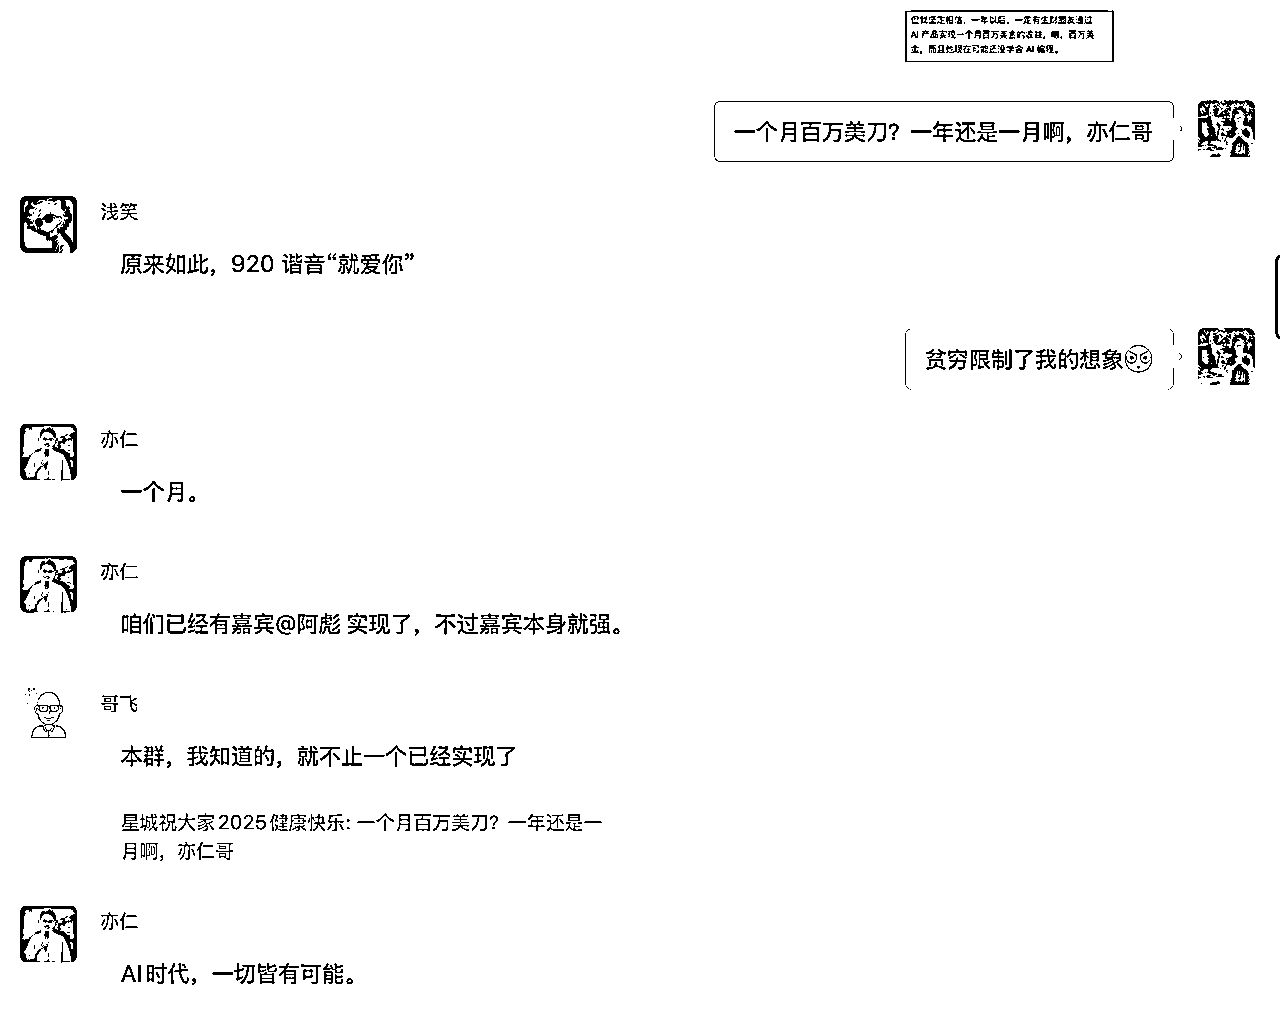 但我坚定相信，一年以后，一定有生财圈友通过
AI 产品实现一个月百万美金的收益，嗯，百万美
金，而且他现在可能还没学会 AI 编程。
一个月百万美刀？一年还是一月啊，亦仁哥
浅笑
原来如此，920 谐音“就爱你”
贫穷限制了我的想象
亦仁
一个月。
亦仁
咱们已经有嘉宾@阿彪 实现了，不过嘉宾本身就强。
哥飞
本群，我知道的，就不止一个已经实现了
星城祝大家2025健康快乐: 一个月百万美刀？一年还是一
月啊，亦仁哥
亦仁
AI时代，一切皆有可能。